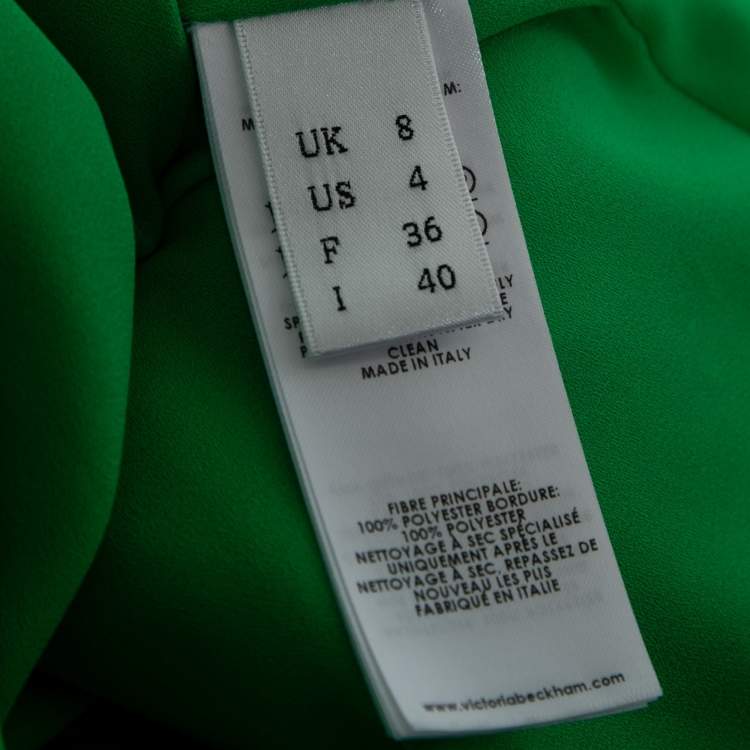 UK 8
US 4
F 36
I 40
CLEAN
MADE IN ITALY
FIBRE PRINCIPALE:
100% POLYESTER BORDURE:
100% POLYESTER
NETTOYAGE À SEC SPÉCIALISÉ
UNIQUEMENT APRÈS LE
NETTOYAGE À SEC, REPASSEZ DE
NOUVEAU LES PLIS
FABRIQUÉ EN ITALIE
www.victoriabeckham.com